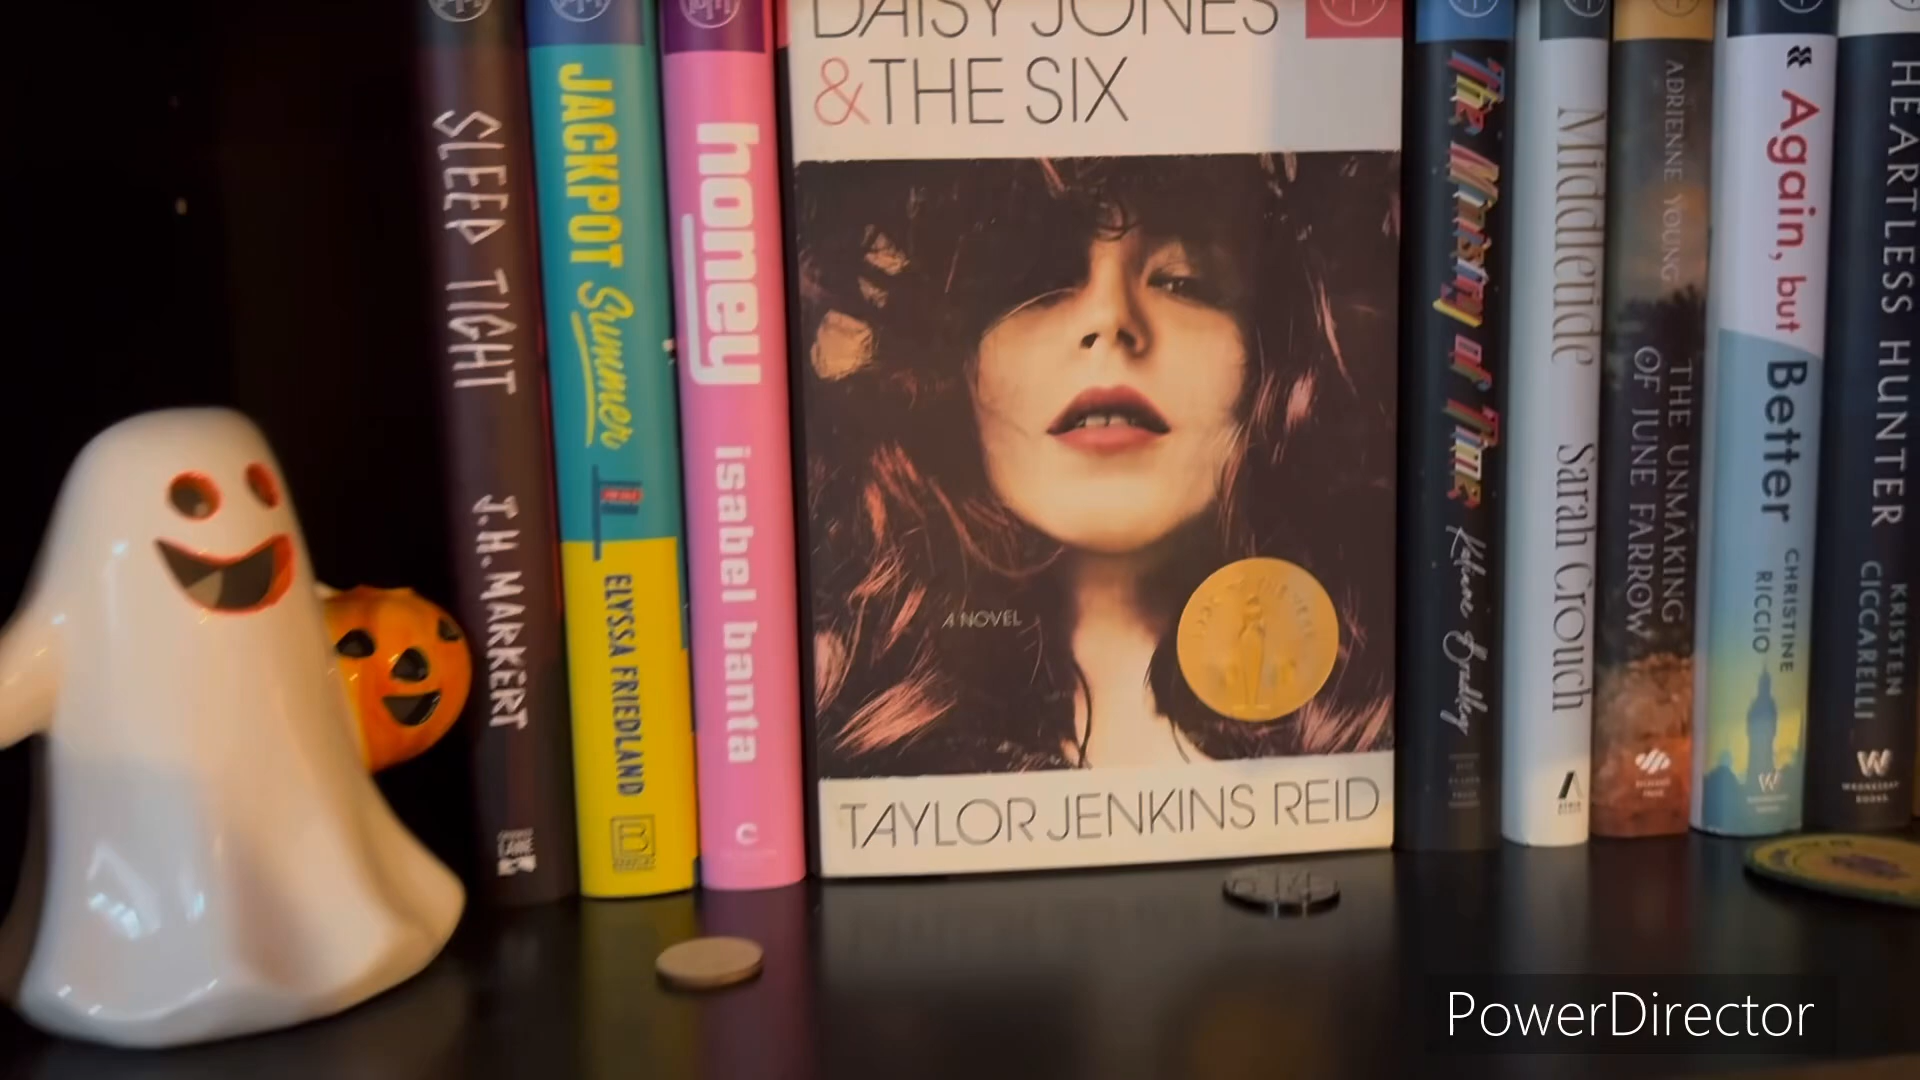 SLEEP TIGHT
J.H. MARKERT
JACKPOT Summer
ELYSSA FRIEDLAND
honey
isabel banta
DAISY JONES
& THE SIX
A NOVEL
TAYLOR JENKINS REID
The Ministry of Time
Kaliane Bradley
Middletide
Sarah Crouch
ADRIENNE YOUNG
THE UNMAKING
OF JUNE FARROW
Again, but Better
CHRISTINE
RICCIO
HEARTLESS HUNTER
KRISTEN
CICCARELLI
WEDNESDAY
BOOKS
PowerDirector